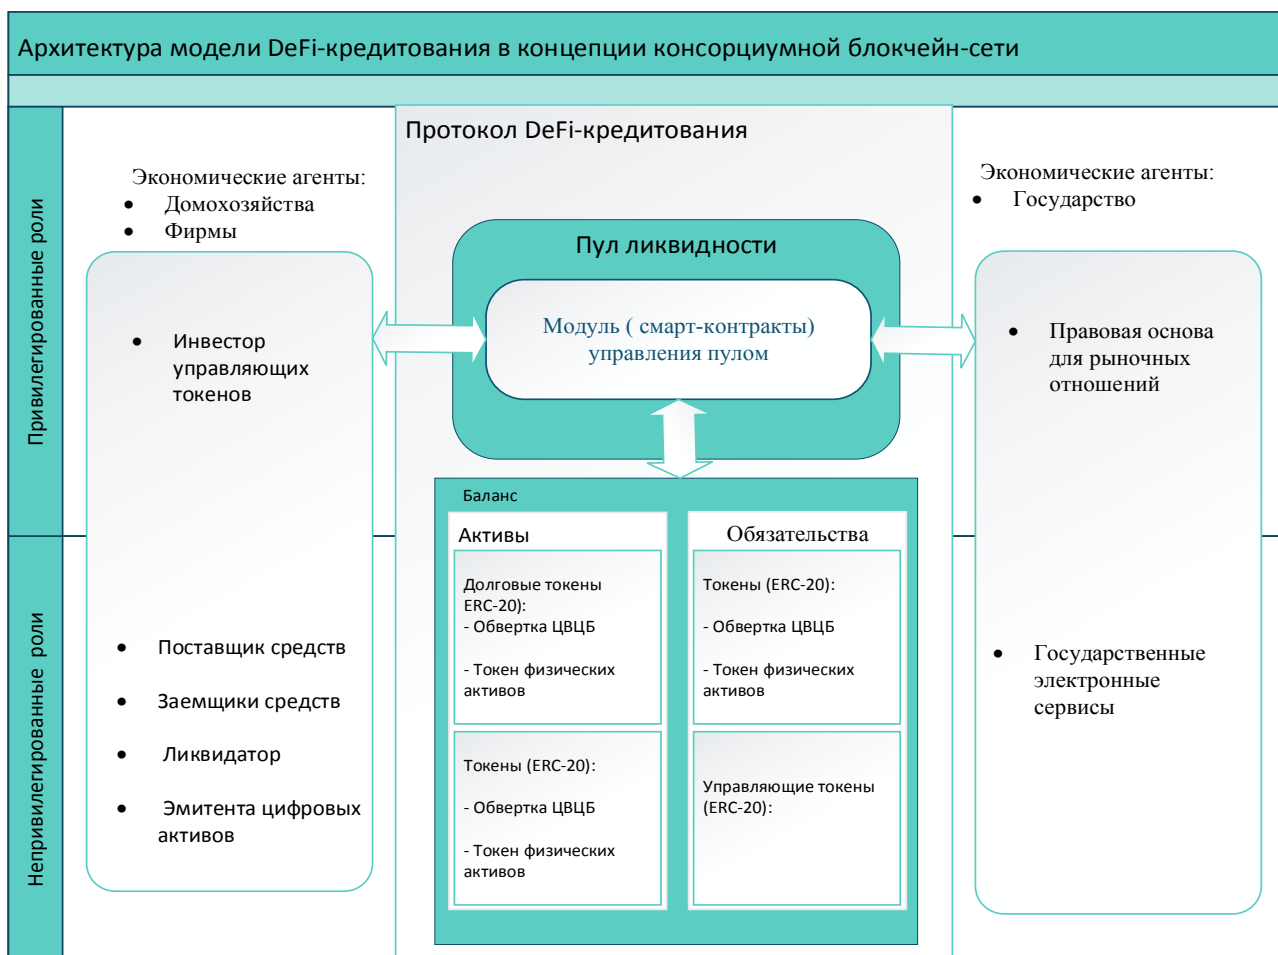 Архитектура модели DeFi-кредитования в концепции консорциумной блокчейн-сети
Привилегированные роли
Непривилегированные роли
Экономические агенты:
• Домохозяйства
• Фирмы
• Инвестор
управляющих
токенов
• Поставщик средств
• Заемщики средств
• Ликвидатор
• Эмитента цифровых
активов
Протокол DeFi-кредитования
Пул ликвидности
Модуль ( смарт-контракты)
управления пулом
Баланс
Активы
Долговые токены
ERC-20):
- Обвертка ЦВЦБ
- Токен физических
активов
Токены (ERC-20):
- Обвертка ЦВЦБ
- Токен физических
активов
Обязательства
Токены (ERC-20):
- Обвертка ЦВЦБ
- Токен физических
активов
Управляющие токены
(ERC-20):
Экономические агенты:
• Государство
• Правовая основа
для рыночных
отношений
• Государственные
электронные
сервисы